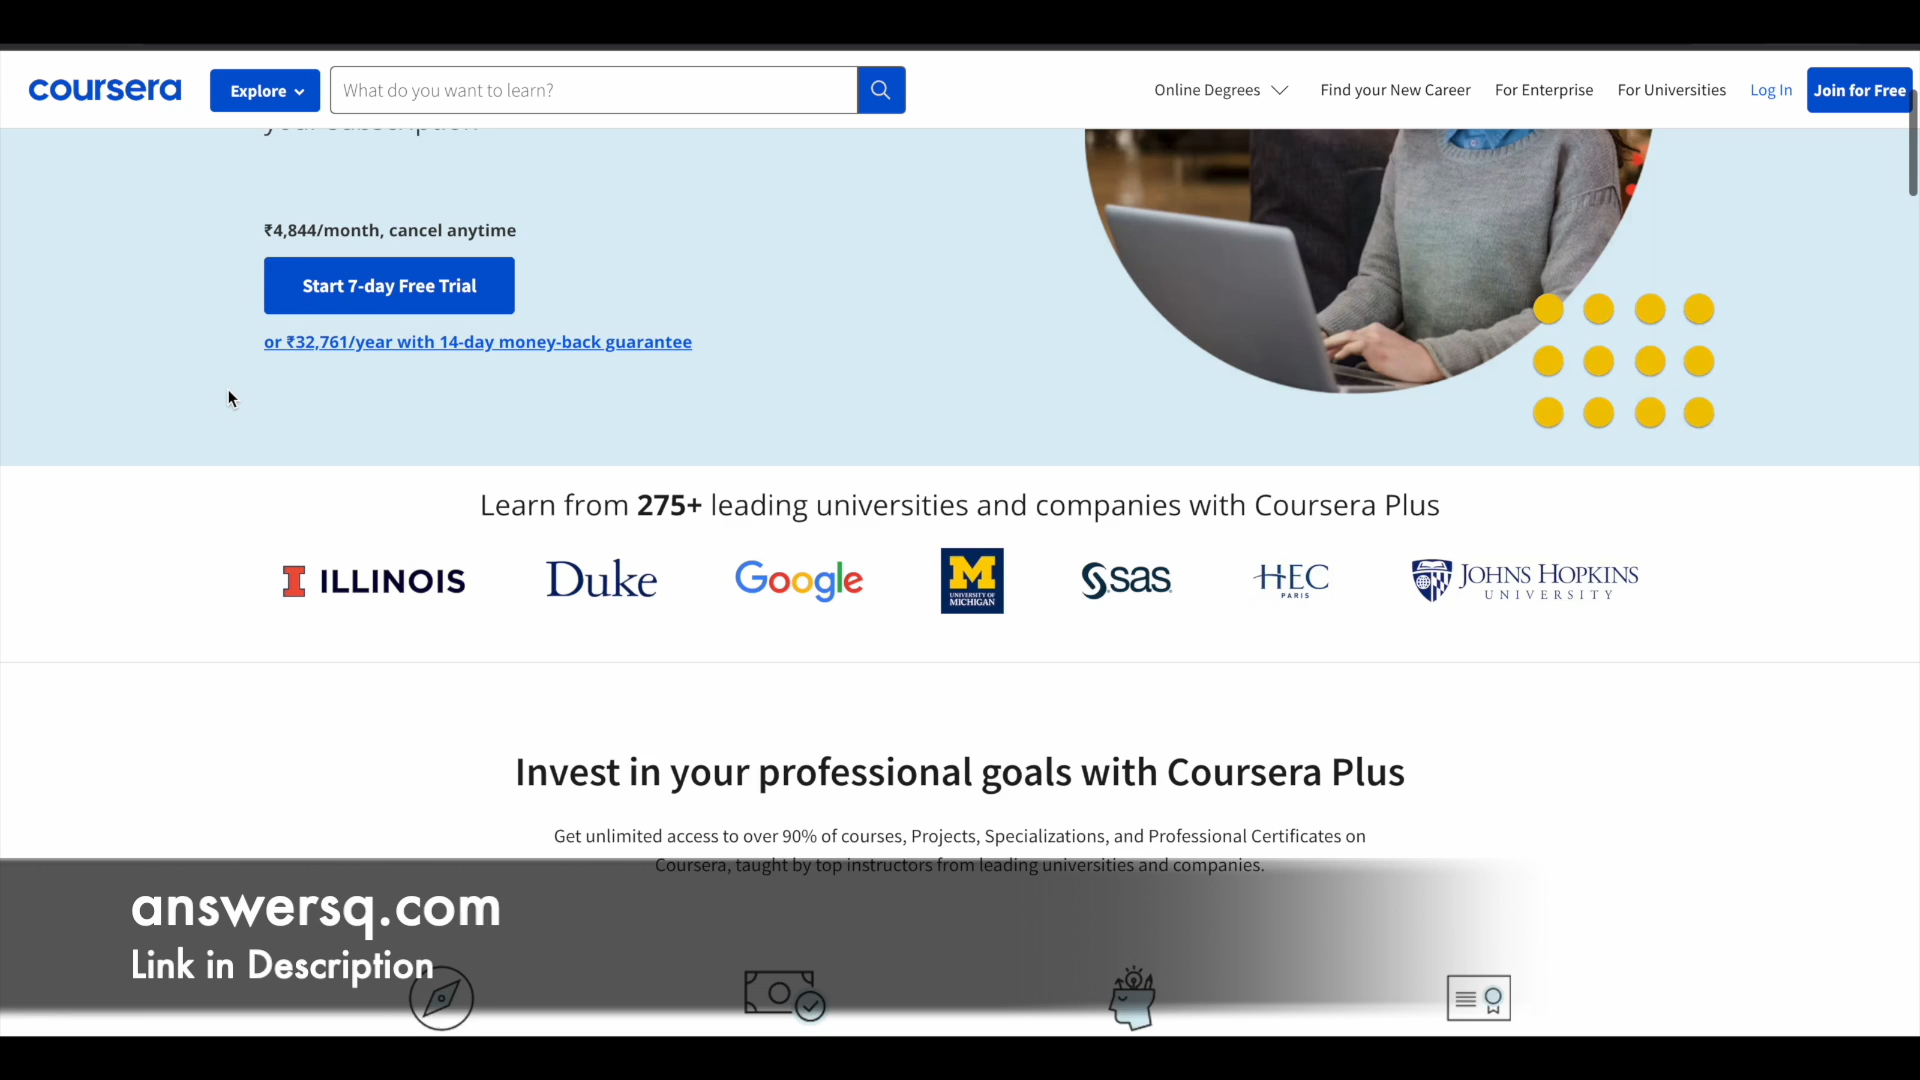 coursera
Explore
What do you want to learn?
Online Degrees
Find your New Career
For Enterprise
For Universities
Log In
Join for Free
your subscription
₹4,844/month, cancel anytime
Start 7-day Free Trial
or ₹32,761/year with 14-day money-back guarantee
Learn from 275+ leading universities and companies with Coursera Plus
I ILLINOIS
Duke
Google
M
UNIVERSITY OF
MICHIGAN
sas
HEC
PARIS
JOHNS HOPKINS
UNIVERSITY
Invest in your professional goals with Coursera Plus
Get unlimited access to over 90% of courses, Projects, Specializations, and Professional Certificates on
Coursera, taught by top instructors from leading universities and companies.
answersq.com
Link in Description